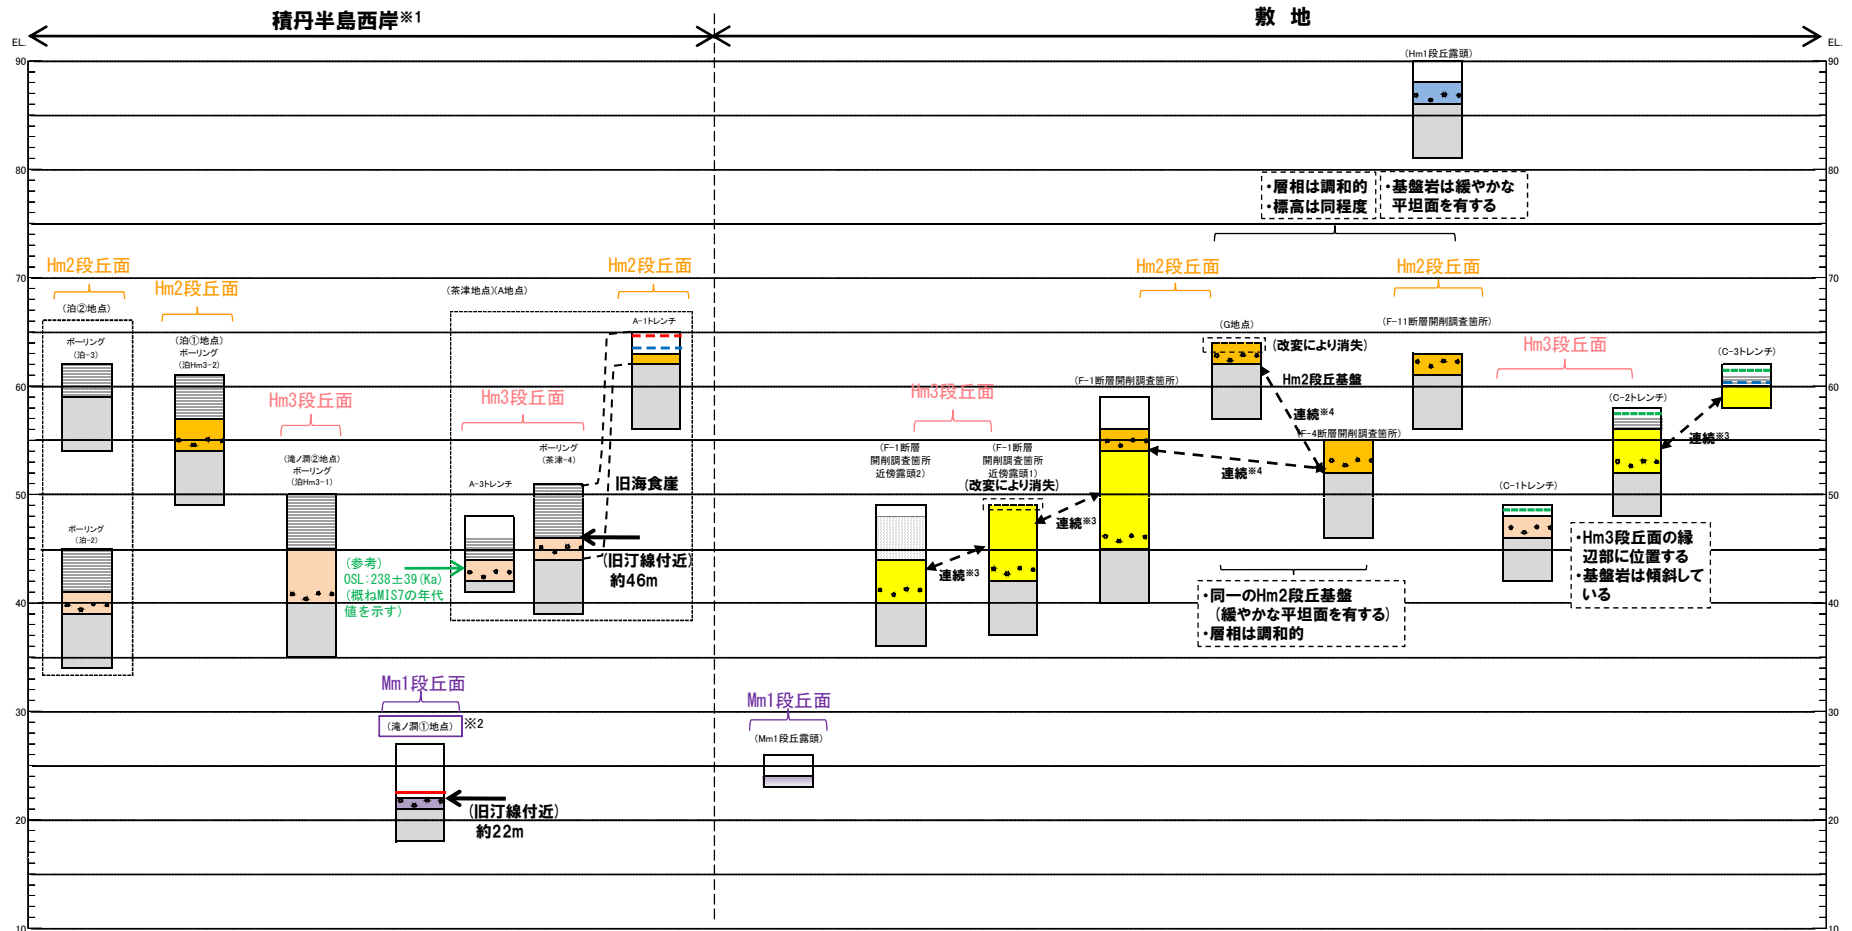 積丹半島西岸※1
敷 地
EL.
EL.
90
80
70
60
50
40
30
20
10
90
80
70
60
50
40
30
20
10
Hm2段丘面
(泊②地点)
ボーリング
(泊-3)
ボーリング
(泊-2)
Hm2段丘面
(泊①地点)
ボーリング
(泊Hm3-2)
Hm3段丘面
(滝ノ澗②地点)
ボーリング
(泊Hm3-1)
(参考)
OSL:238±39(Ka)
(概ねMIS7の年代
値を示す)
Mm1段丘面
(滝ノ澗①地点)
※2
(旧汀線付近)
約22m
(茶津地点)(A地点)
Hm3段丘面
A-3トレンチ
ボーリング
(茶津-4)
Hm2段丘面
A-1トレンチ
旧海食崖
(旧汀線付近)
約46m
Mm1段丘面
(Mm1段丘露頭)
Hm3段丘面
(F-1断層
開削調査箇所
近傍露頭2)
(F-1断層
開削調査箇所
近傍露頭1)
(改変により消失)
連続※3
連続※3
(F-1断層開削調査箇所)
Hm2段丘面
(G地点)
(改変により消失)
Hm2段丘基盤
連続※4
連続※4
(F-4断層開削調査箇所)
・同一のHm2段丘基盤
(緩やかな平坦面を有する)
・層相は調和的
・層相は調和的
・標高は同程度
・基盤岩は緩やかな
平坦面を有する
(Hm1段丘露頭)
Hm2段丘面
(F-11断層開削調査箇所)
Hm3段丘面
(C-1トレンチ)
(C-2トレンチ)
(C-3トレンチ)
連続※3
・Hm3段丘面の縁
辺部に位置する
・基盤岩は傾斜して
いる